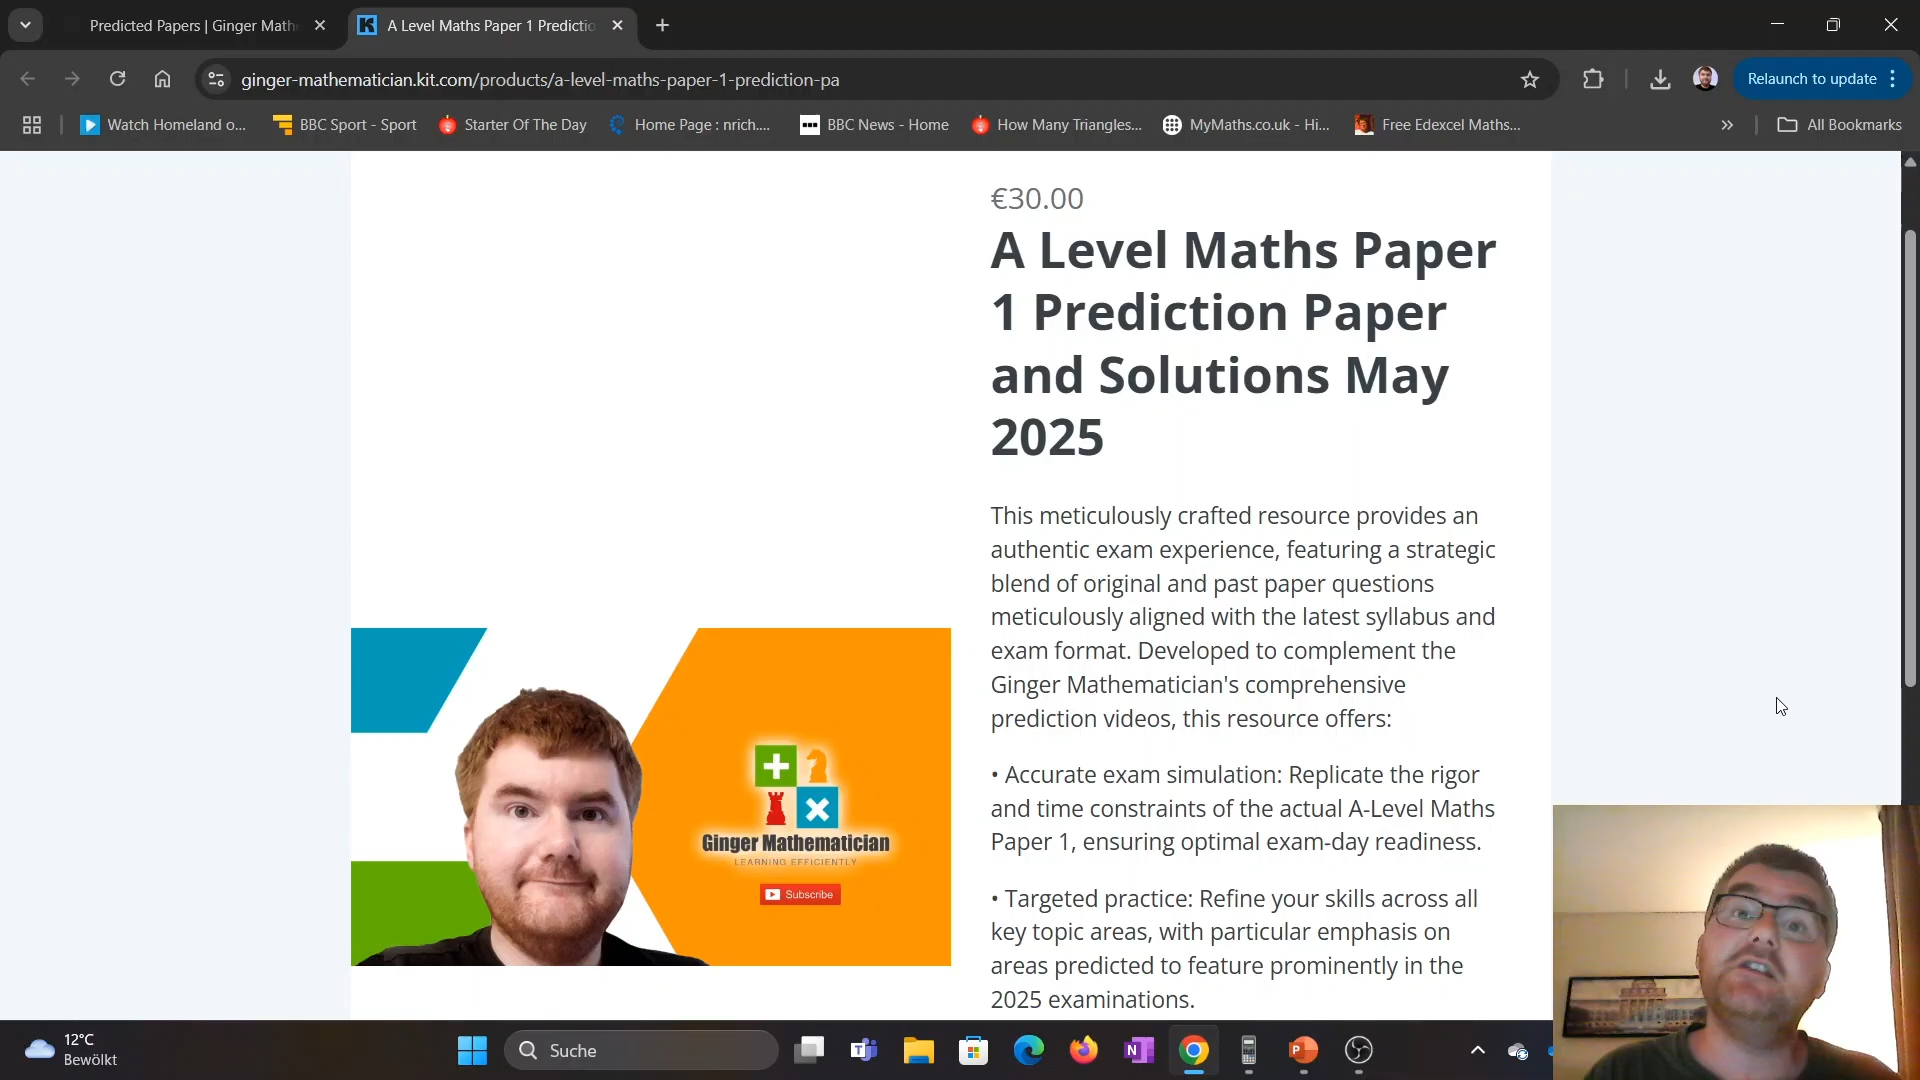 Predicted Papers | Ginger Math
A Level Maths Paper 1 Predictio
ginger-mathematician.kit.com/products/a-level-maths-paper-1-prediction-pa
Relaunch to update
Watch Homeland o...
BBC Sport - Sport
Starter Of The Day
Home Page : nrich....
BBC News - Home
How Many Triangles...
MyMaths.co.uk - Hi...
Free Edexcel Maths...
All Bookmarks
€30.00
A Level Maths Paper
1 Prediction Paper
and Solutions May
2025
This meticulously crafted resource provides an
authentic exam experience, featuring a strategic
blend of original and past paper questions
meticulously aligned with the latest syllabus and
exam format. Developed to complement the
Ginger Mathematician's comprehensive
prediction videos, this resource offers:
• Accurate exam simulation: Replicate the rigor
and time constraints of the actual A-Level Maths
Paper 1, ensuring optimal exam-day readiness.
• Targeted practice: Refine your skills across all
key topic areas, with particular emphasis on
areas predicted to feature prominently in the
2025 examinations.
Ginger Mathematician
LEARNING EFFICIENTLY
Subscribe
12°C
Bewölkt
Suche